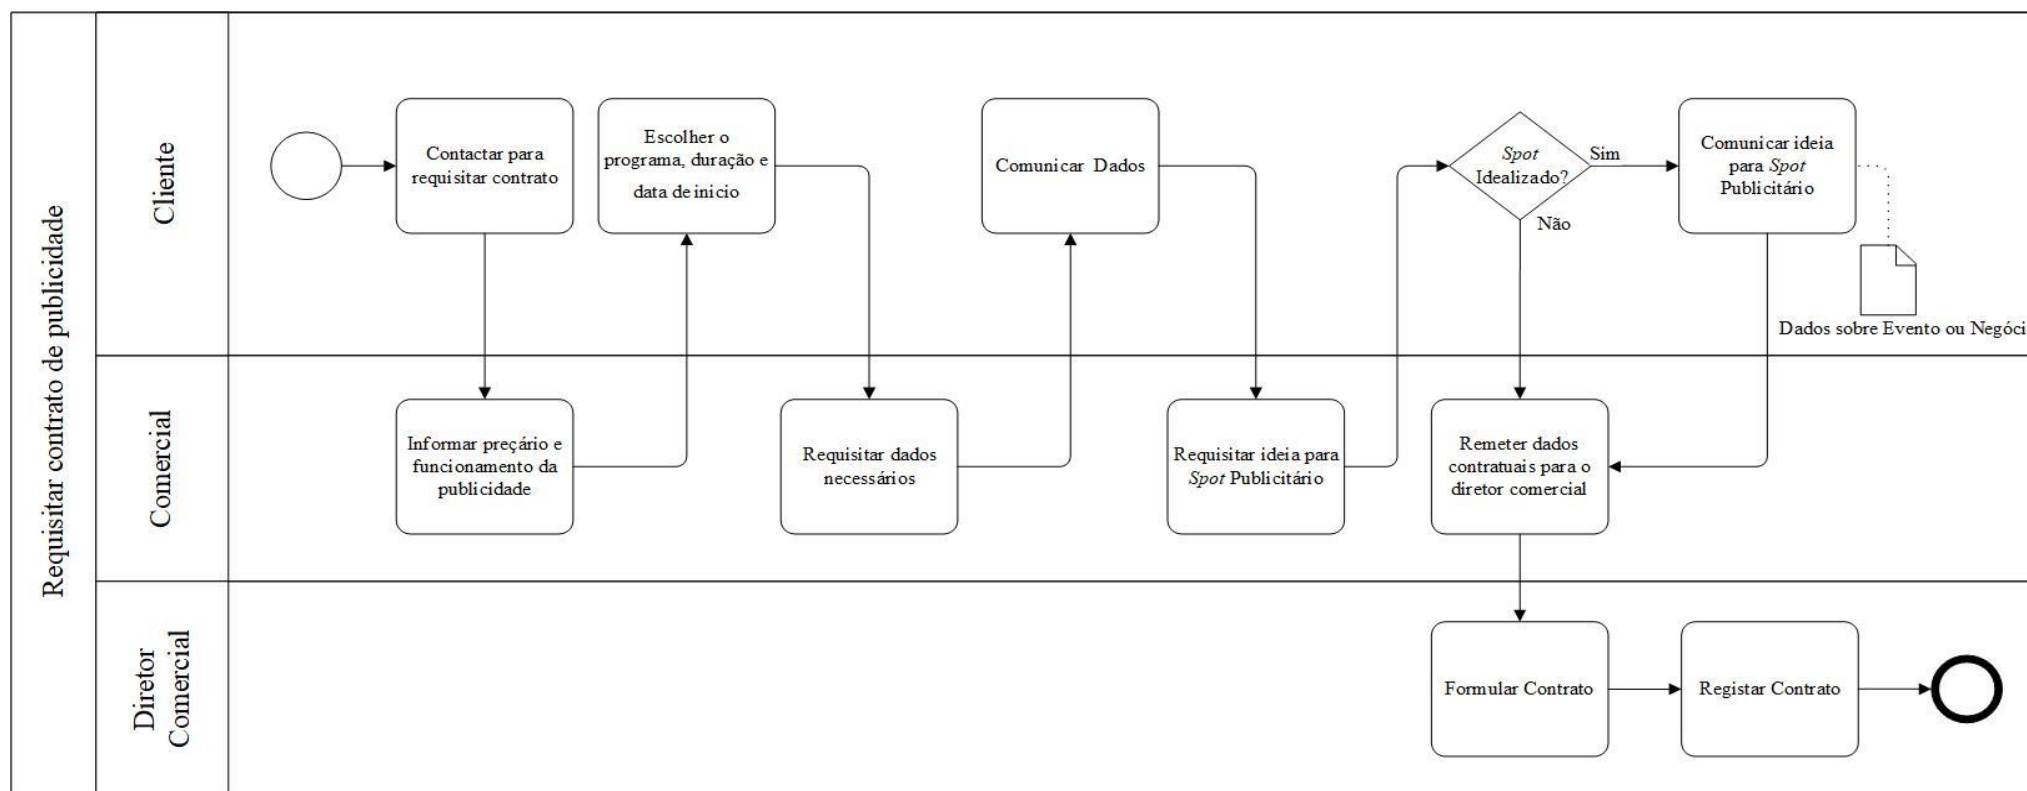 Requisitar contrato de publicidade
Cliente
Contactar para
requisitar contrato
Escolher o
programa, duração e
data de inicio
Comunicar Dados
Spot
Idealizado?
Sim
Não
Comunicar ideia
para Spot
Publicitário
Dados sobre Evento ou Negóci
Comercial
Informar preçário e
funcionamento da
publicidade
Requisitar dados
necessários
Requisitar ideia para
Spot Publicitário
Remeter dados
contratuais para o
diretor comercial
Diretor
Comercial
Formular Contrato
Registar Contrato